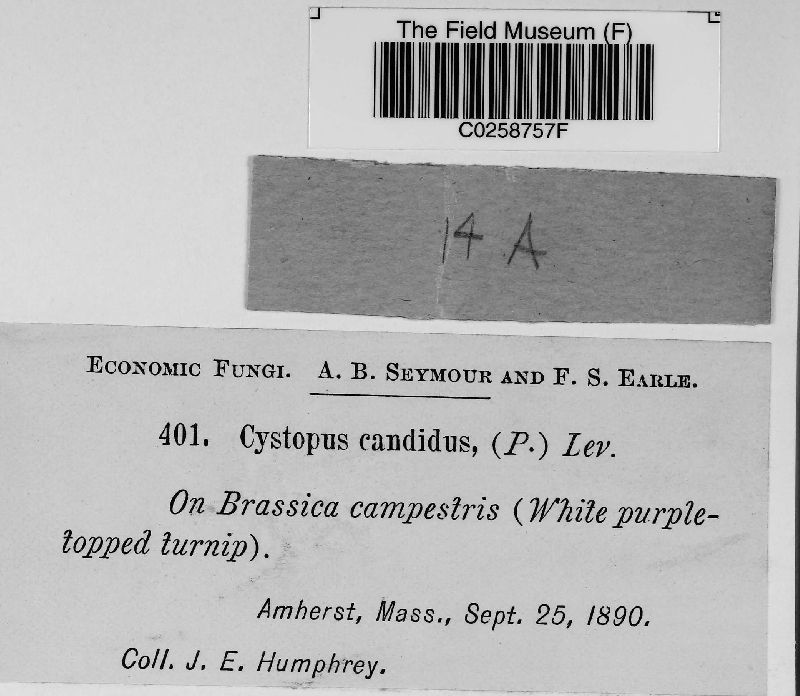 The Field Museum (F)
C0258757F
14 A
Economic Fungi. A. B. Seymour and F. S. Earle.
401. Cystopus candidus, (P.) Lev.
On Brassica campestris (White purple-
topped turnip).
Amherst, Mass., Sept. 25, 1890.
Coll. J. E. Humphrey.